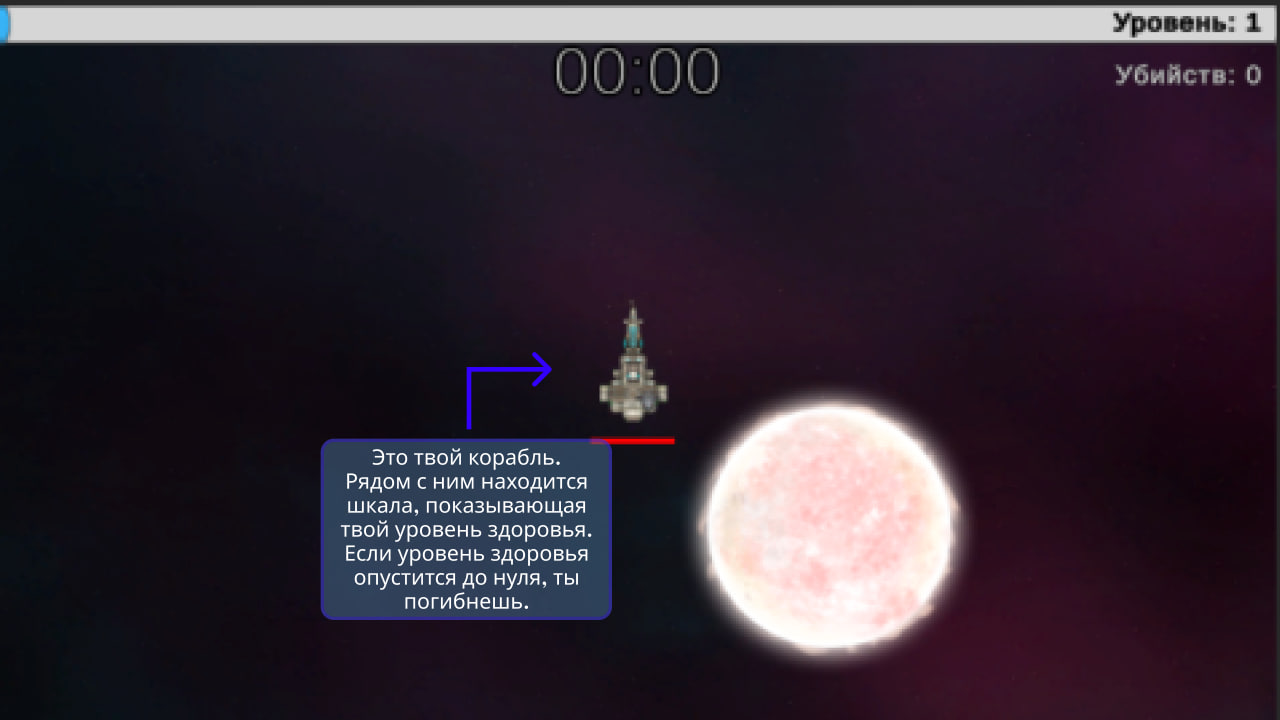 Уровень: 1
00:00
Убийств: 0
Это твой корабль.
Рядом с ним находится
шкала, показывающая
твой уровень здоровья.
Если уровень здоровья
опустится до нуля, ты
погибнешь.